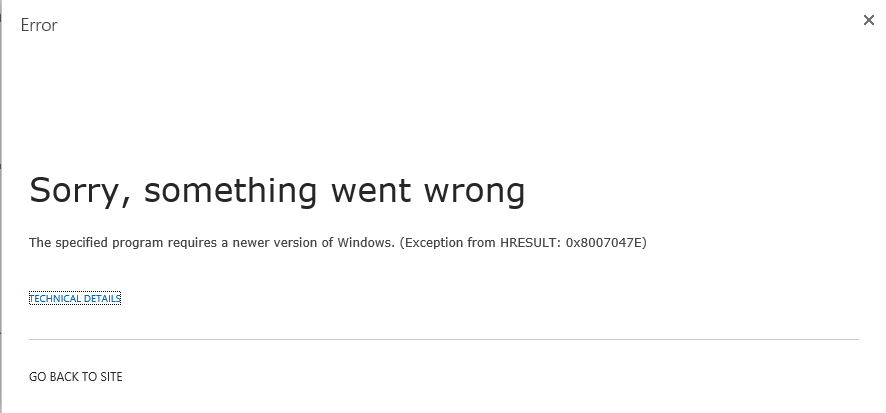 Error
Sorry, something went wrong
The specified program requires a newer version of Windows. (Exception from HRESULT: 0x8007047E)
TECHNICAL DETAILS
GO BACK TO SITE